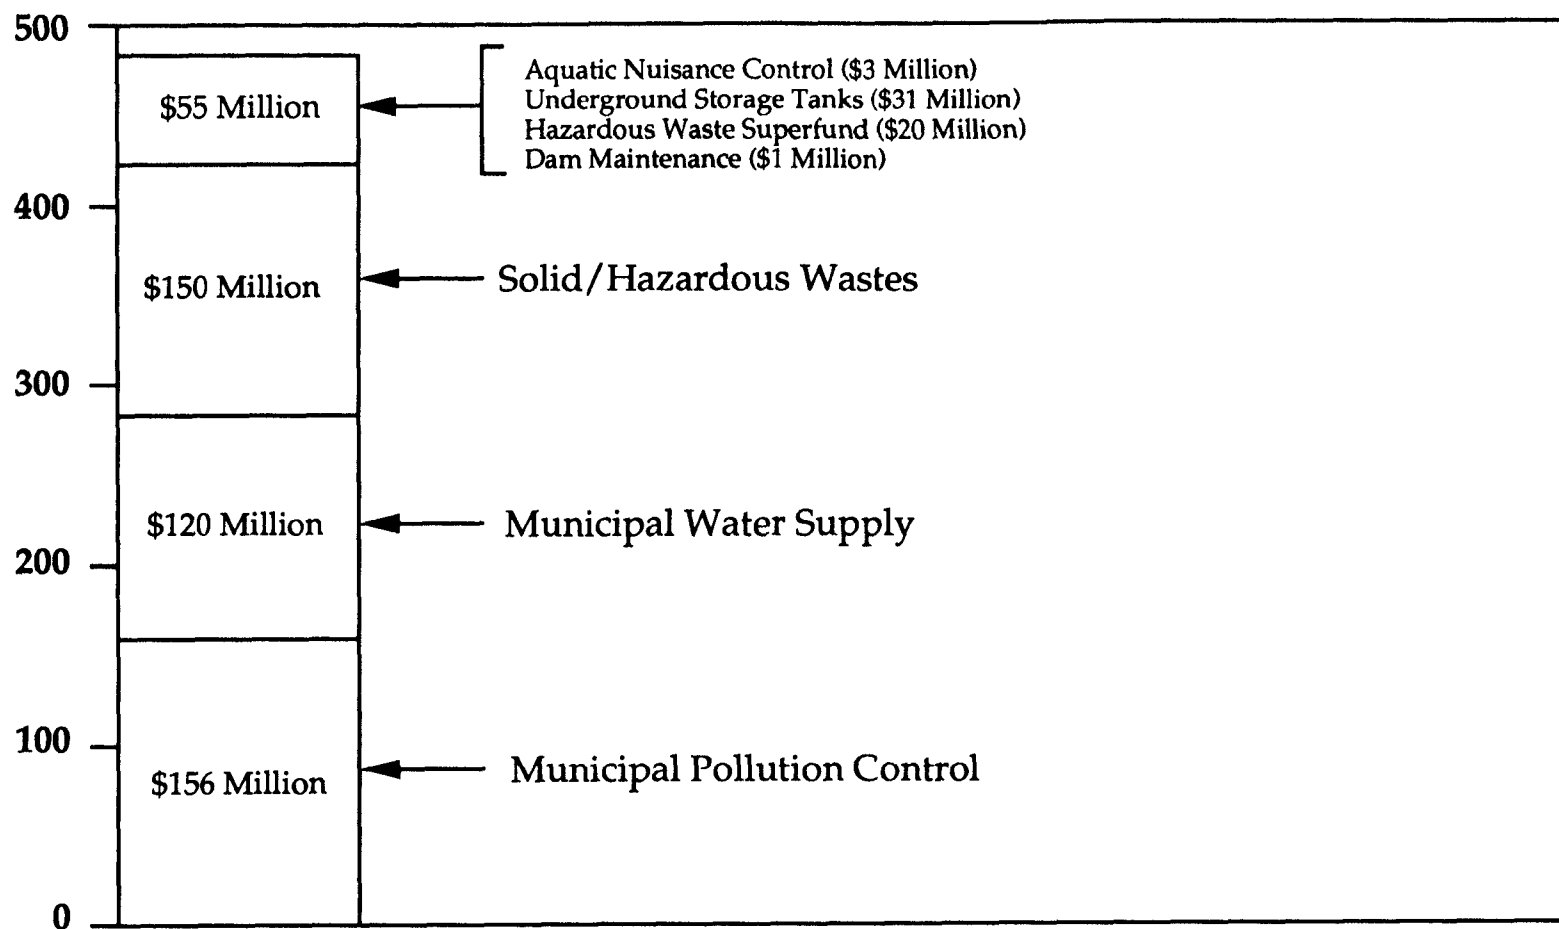 500
$55 Million
Aquatic Nuisance Control ($3 Million)
Underground Storage Tanks ($31 Million)
Hazardous Waste Superfund ($20 Million)
Dam Maintenance ($1 Million)
400
$150 Million
Solid/Hazardous Wastes
300
$120 Million
Municipal Water Supply
200
100
$156 Million
Municipal Pollution Control
0